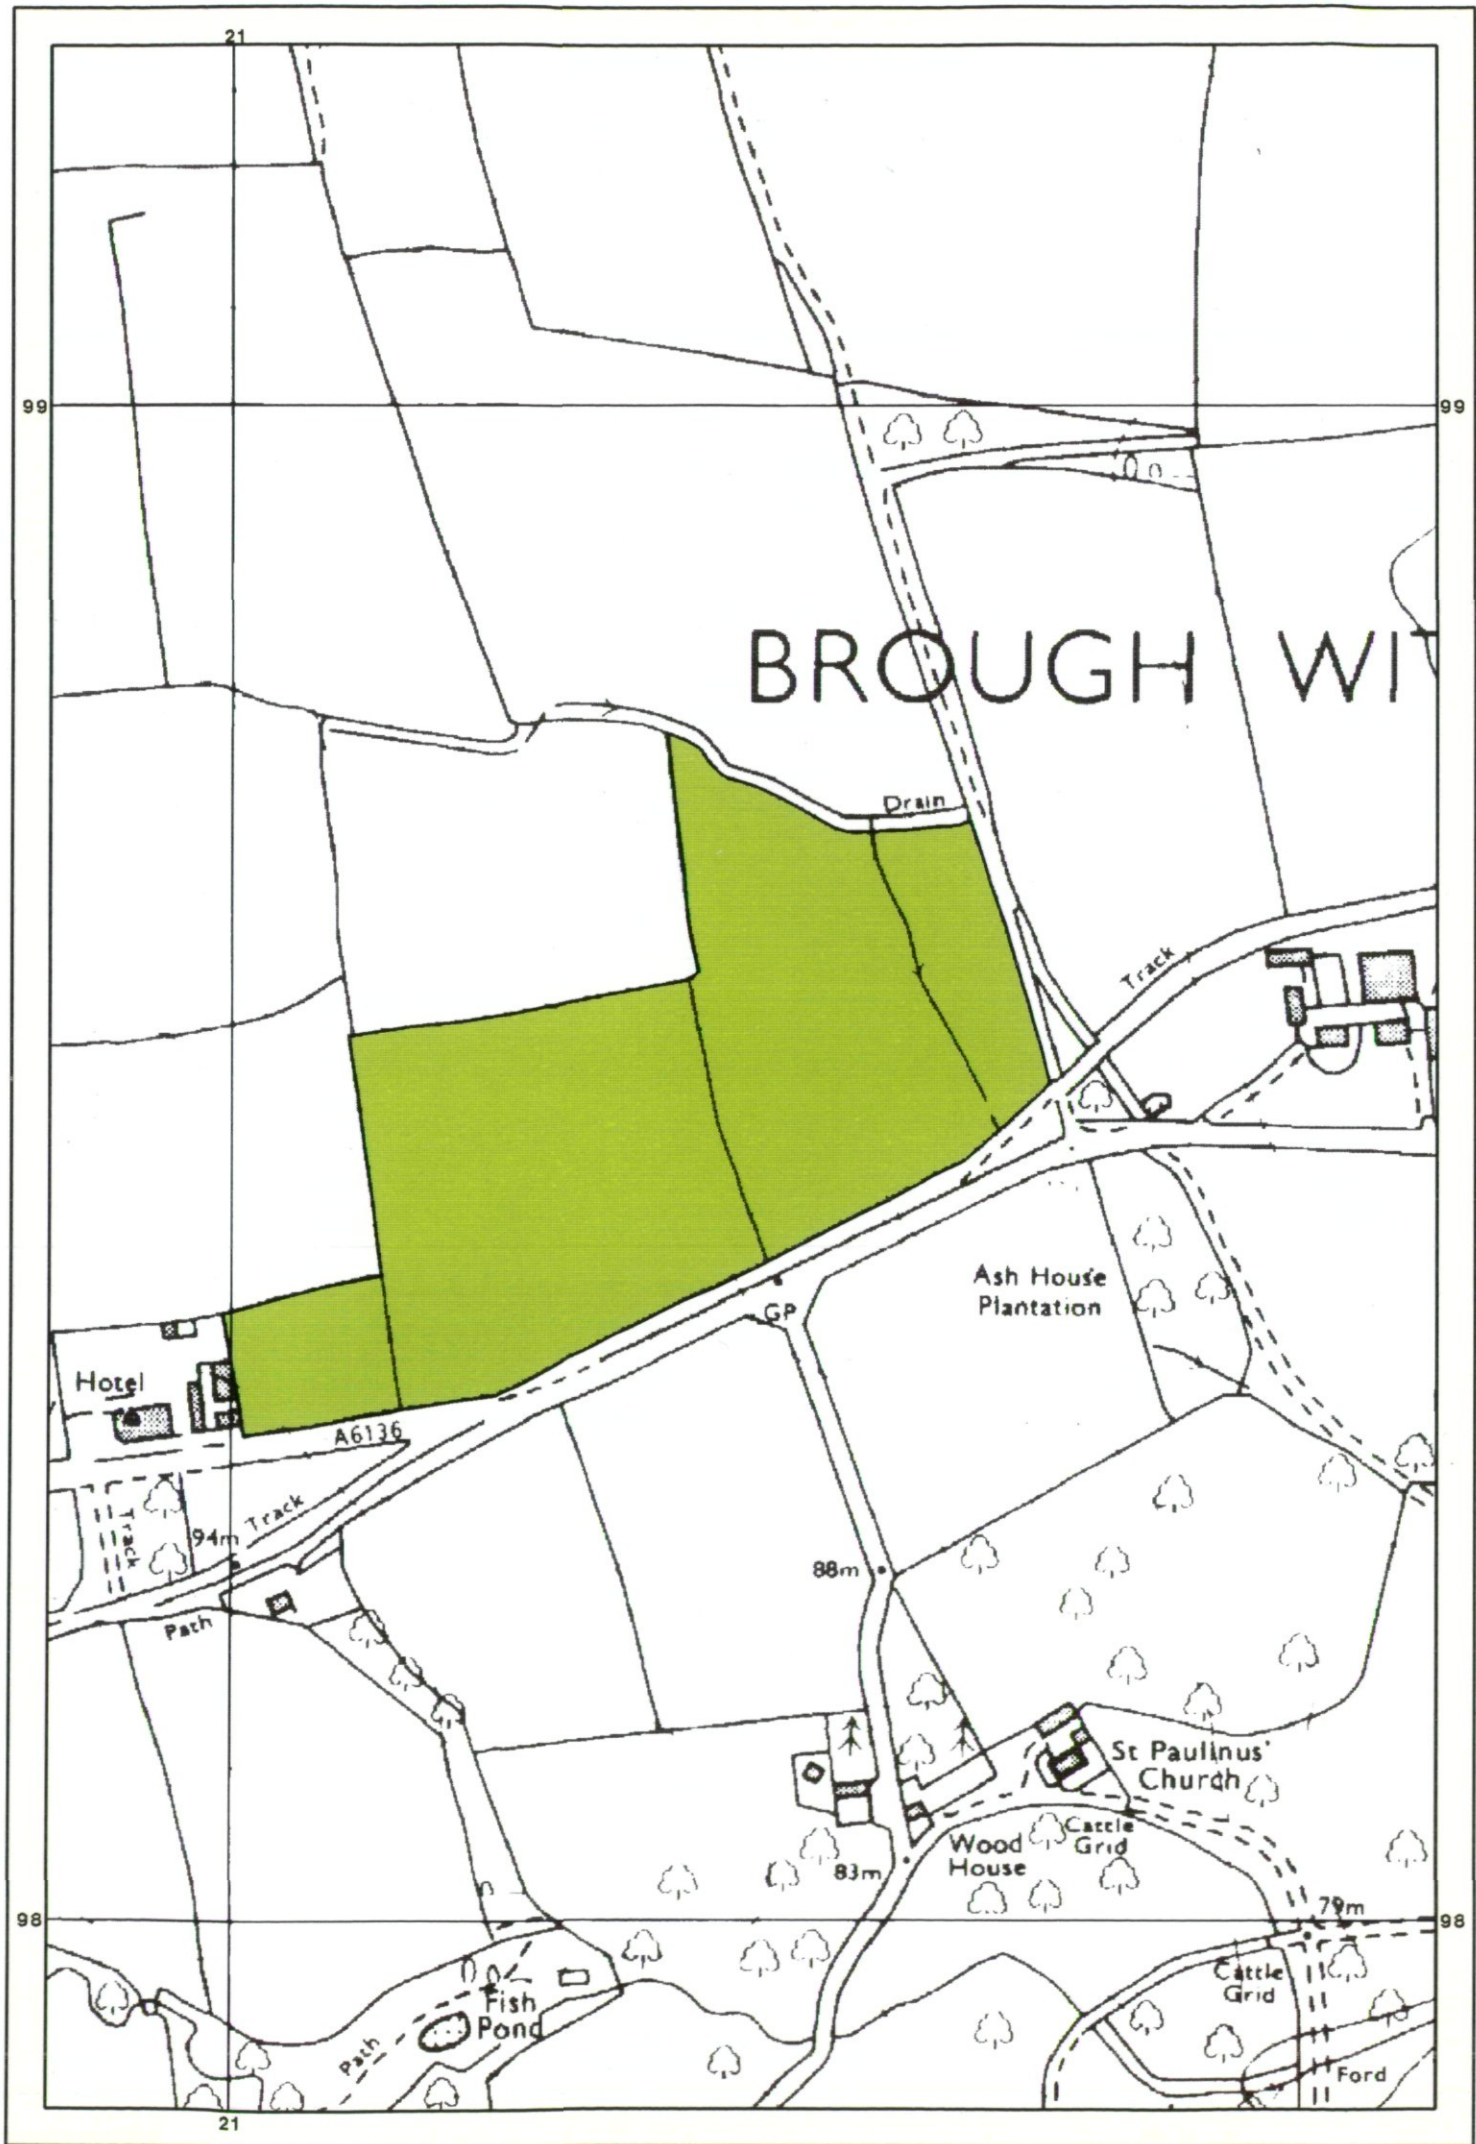 21
99
99
BROUGH WIT
Drain
Track
Ash House
Plantation
GP
Hotel
A6136
Track
Track
94m
88m
Path
St Paulinus'
Church
Cattle
Grid
Wood
House
83m
98
79m
98
Cattle
Grid
Fish
Pond
Path
Ford
21